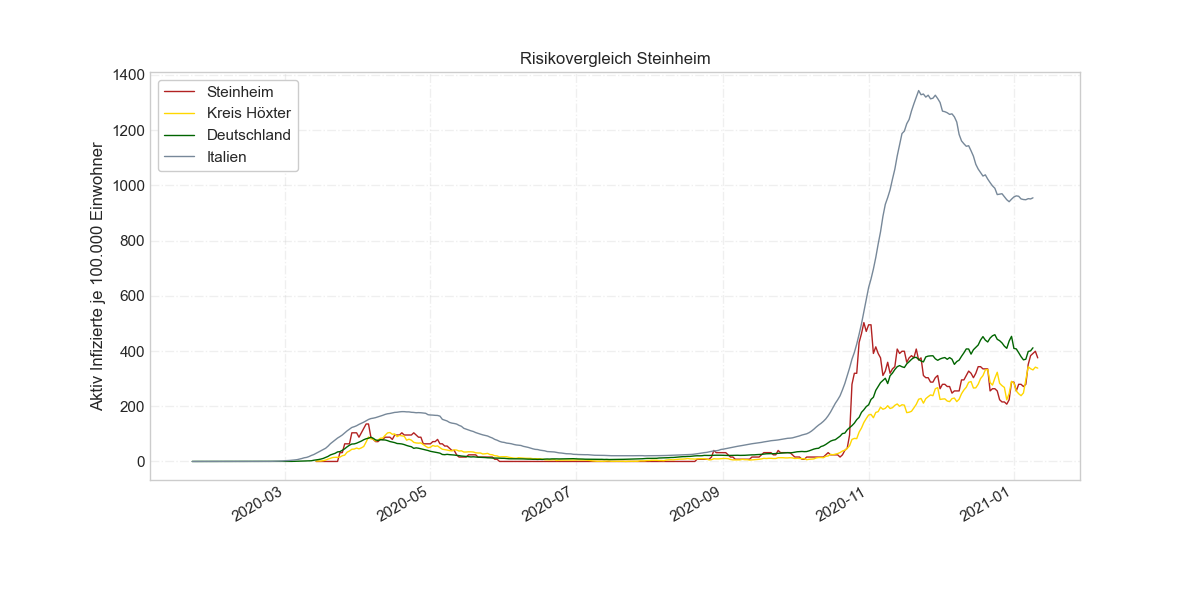 Risikovergleich Steinheim
Aktiv Infizierte je 100.000 Einwohner
1400
1200
1000
800
600
400
200
0
Steinheim
Kreis Höxter
Deutschland
Italien
2020-03
2020-05
2020-07
2020-09
2020-11
2021-01